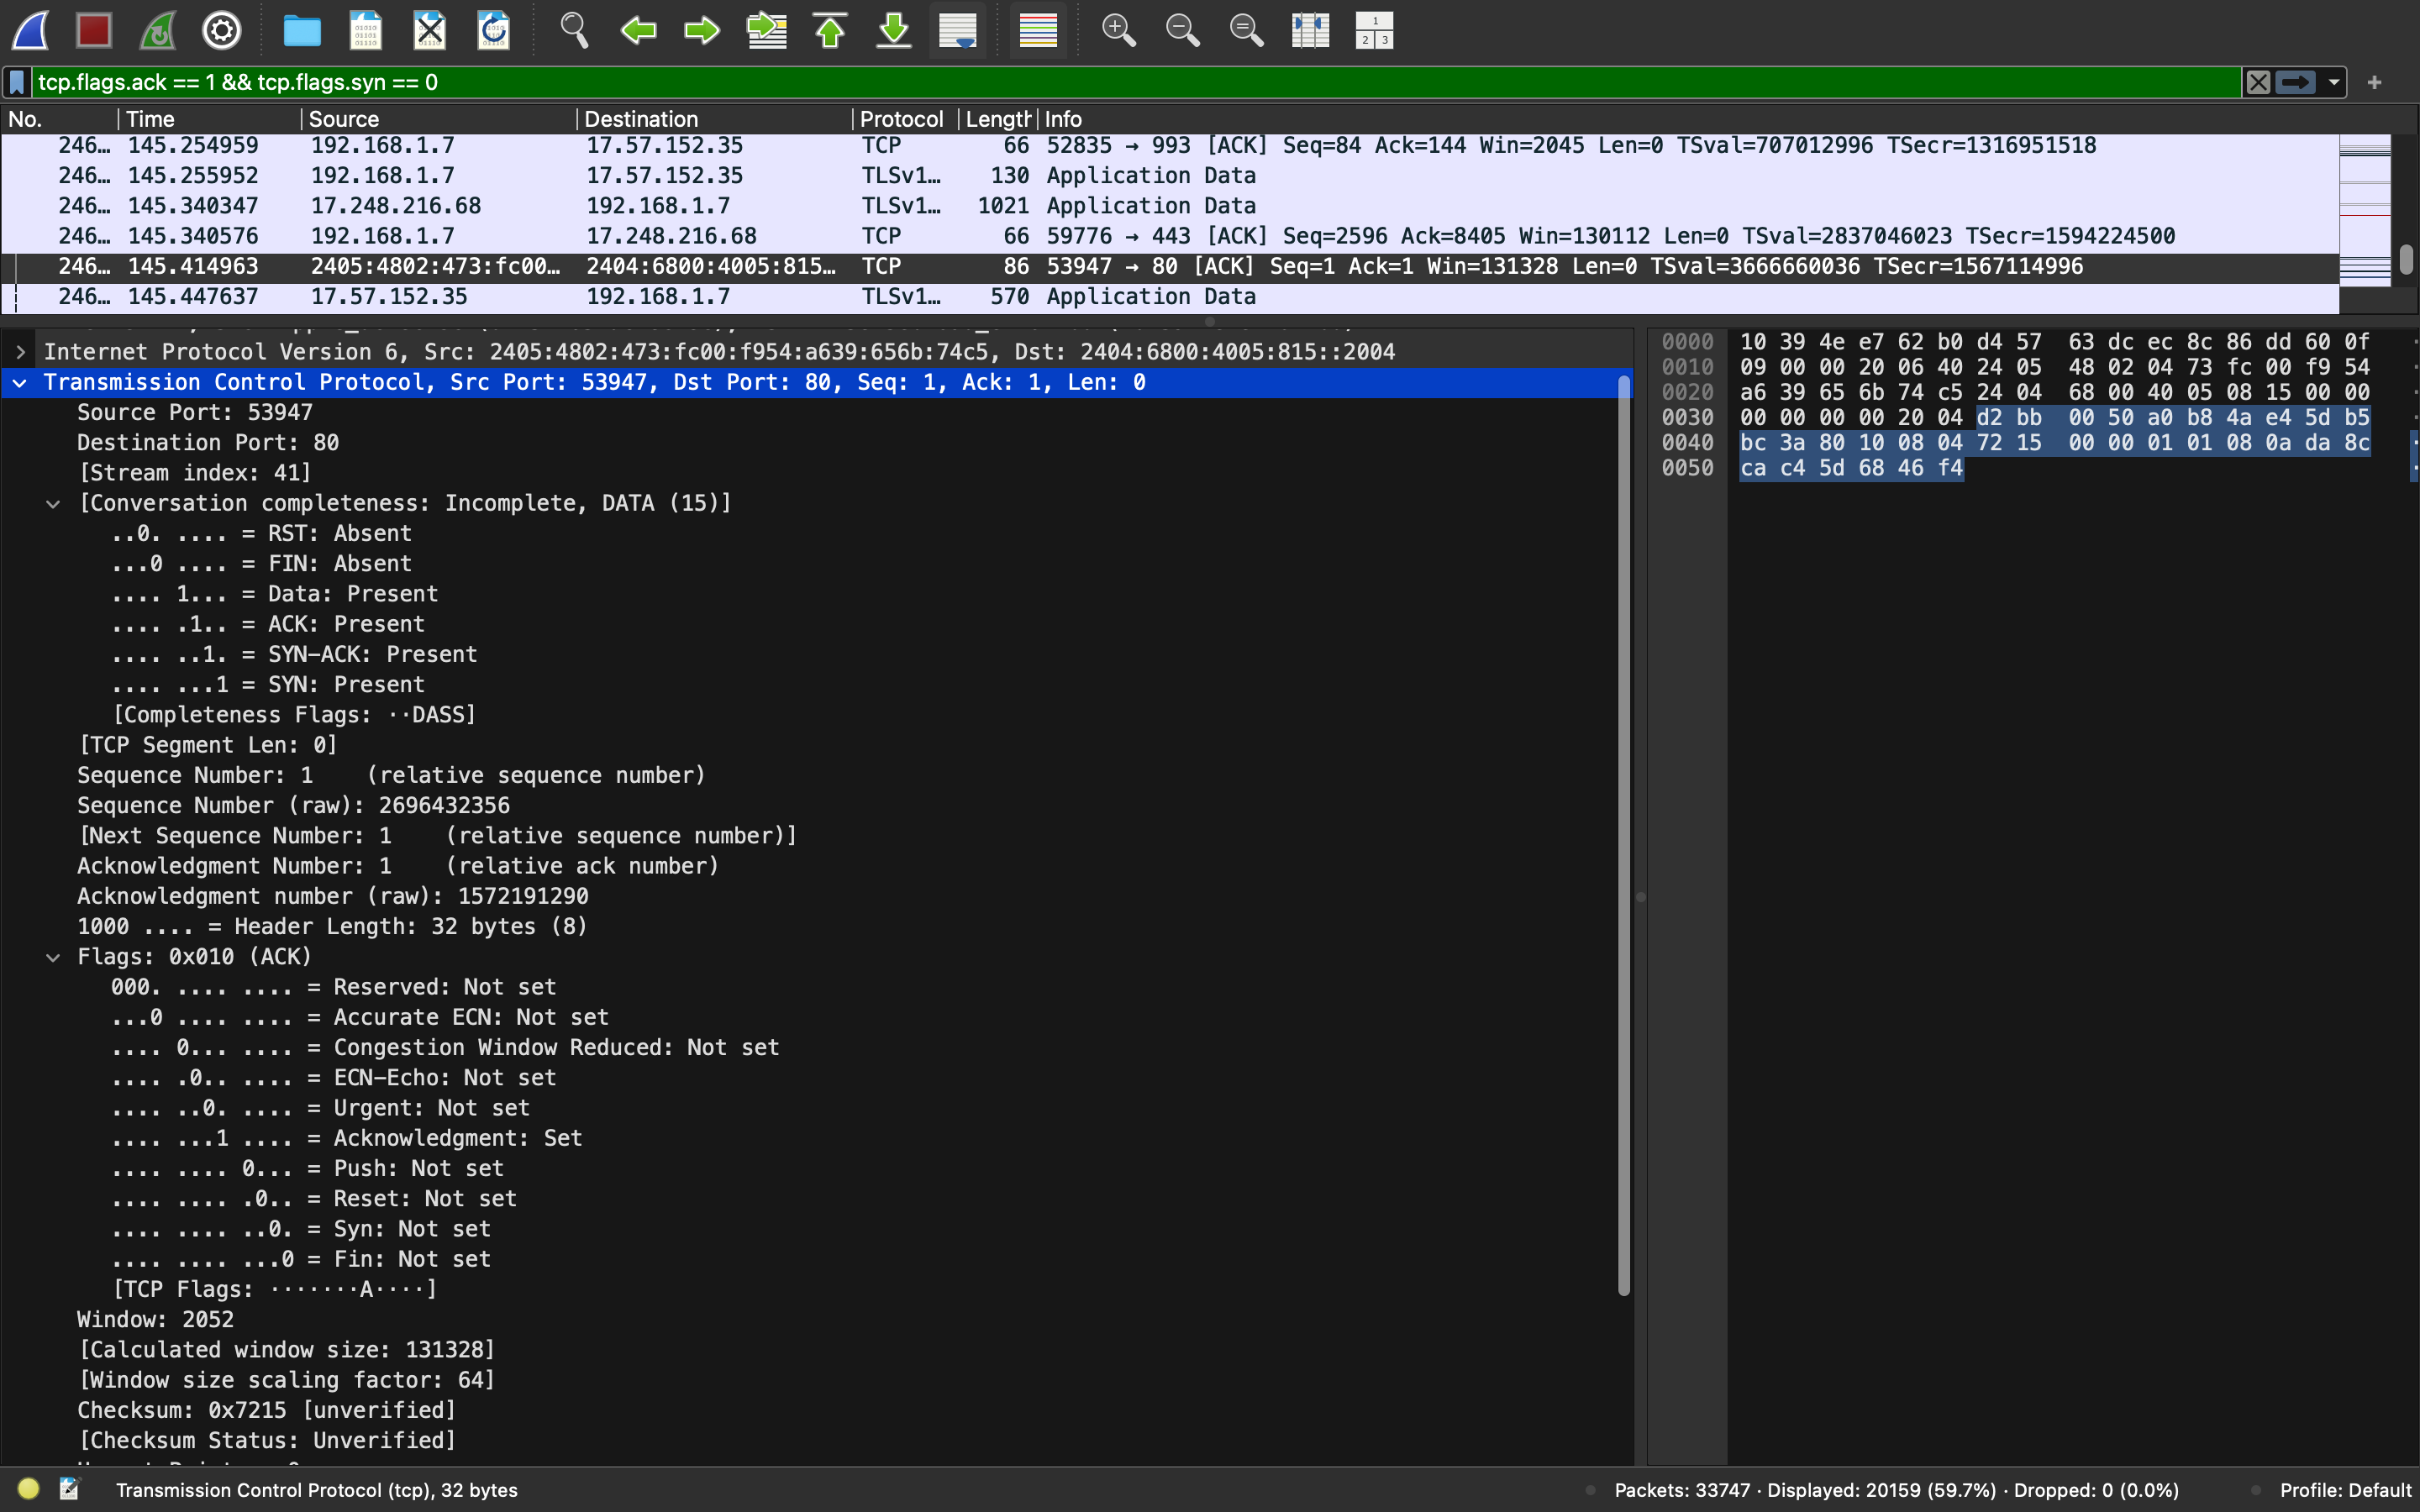 tcp.flags.ack == 1 && tcp.flags.syn == 0
No. Time Source Destination Protocol Length Info
246… 145.254959 192.168.1.7 17.57.152.35 TCP 66 52835 → 993 [ACK] Seq=84 Ack=144 Win=2045 Len=0 TSval=707012996 TSecr=1316951518
246… 145.255952 192.168.1.7 17.57.152.35 TLSv1… 130 Application Data
246… 145.340347 17.248.216.68 192.168.1.7 TLSv1… 1021 Application Data
246… 145.340576 192.168.1.7 17.248.216.68 TCP 66 59776 → 443 [ACK] Seq=2596 Ack=8405 Win=130112 Len=0 TSval=2837046023 TSecr=1594224500
246… 145.414963 2405:4802:473:fc00… 2404:6800:4005:815… TCP 86 53947 → 80 [ACK] Seq=1 Ack=1 Win=131328 Len=0 TSval=3666660036 TSecr=1567114996
246… 145.447637 17.57.152.35 192.168.1.7 TLSv1… 570 Application Data
Internet Protocol Version 6, Src: 2405:4802:473:fc00:f954:a639:656b:74c5, Dst: 2404:6800:4005:815::2004
Transmission Control Protocol, Src Port: 53947, Dst Port: 80, Seq: 1, Ack: 1, Len: 0
Source Port: 53947
Destination Port: 80
[Stream index: 41]
[Conversation completeness: Incomplete, DATA (15)]
..0. .... = RST: Absent
...0 .... = FIN: Absent
.... 1... = Data: Present
.... .1.. = ACK: Present
.... ..1. = SYN-ACK: Present
.... ...1 = SYN: Present
[Completeness Flags: ··DASS]
[TCP Segment Len: 0]
Sequence Number: 1    (relative sequence number)
Sequence Number (raw): 2696432356
[Next Sequence Number: 1    (relative sequence number)]
Acknowledgment Number: 1    (relative ack number)
Acknowledgment number (raw): 1572191290
1000 .... = Header Length: 32 bytes (8)
Flags: 0x010 (ACK)
000. .... .... = Reserved: Not set
...0 .... .... = Accurate ECN: Not set
.... 0... .... = Congestion Window Reduced: Not set
.... .0.. .... = ECN-Echo: Not set
.... ..0. .... = Urgent: Not set
.... ...1 .... = Acknowledgment: Set
.... .... 0... = Push: Not set
.... .... .0.. = Reset: Not set
.... .... ..0. = Syn: Not set
.... .... ...0 = Fin: Not set
[TCP Flags: ·······A····]
Window: 2052
[Calculated window size: 131328]
[Window size scaling factor: 64]
Checksum: 0x7215 [unverified]
[Checksum Status: Unverified]
0000 10 39 4e e7 62 b0 d4 57 63 dc ec 8c 86 dd 60 0f
0010 09 00 00 20 06 40 24 05 48 02 04 73 fc 00 f9 54
0020 a6 39 65 6b 74 c5 24 04 68 00 40 05 08 15 00 00
0030 00 00 00 00 20 04 d2 bb 00 50 a0 b8 4a e4 5d b5
0040 bc 3a 80 10 08 04 72 15 00 00 01 01 08 0a da 8c
0050 ca c4 5d 68 46 f4
Transmission Control Protocol (tcp), 32 bytes
Packets: 33747 · Displayed: 20159 (59.7%) · Dropped: 0 (0.0%)
Profile: Default